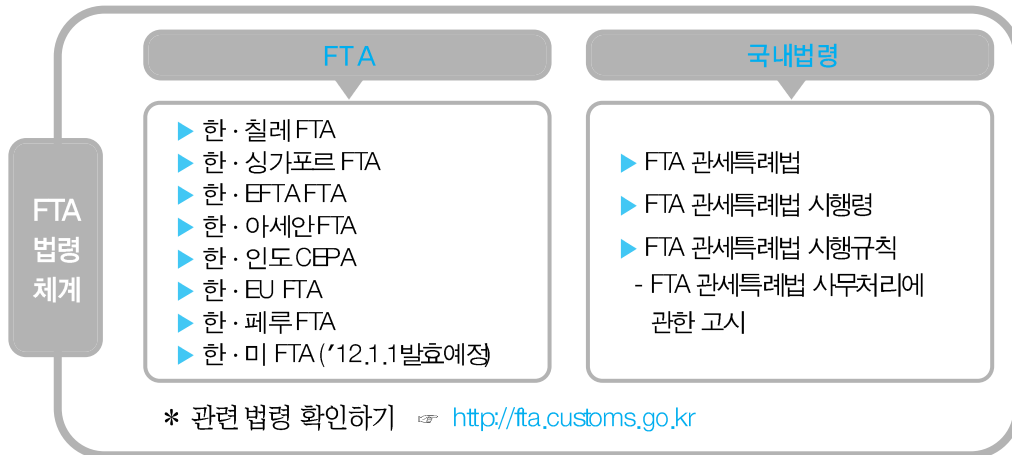 FTA
법령
체계
FTA
▶ 한·칠레 FTA
▶ 한·싱가포르 FTA
▶ 한·EFTA FTA
▶ 한·아세안 FTA
▶ 한·인도 CEPA
▶ 한·EU FTA
▶ 한·페루 FTA
▶ 한·미 FTA ('12.1.1발효예정)
국내법령
▶ FTA 관세특례법
▶ FTA 관세특례법 시행령
▶ FTA 관세특례법 시행규칙
- FTA 관세특례법 사무처리에
관한 고시
* 관련 법령 확인하기 ☞ http://fta.customs.go.kr